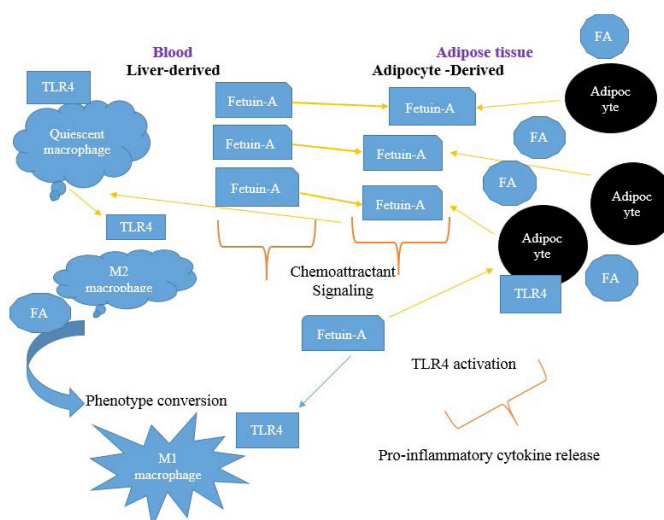 Blood
Adipose tissue
FA
Liver-derived
Adipocyte -Derived
TLR4
Fetuin-A
Fetuin-A
Adipoc
yte
Quiescent
macrophage
Fetuin-A
Fetuin-A
FA
FA
Fetuin-A
Fetuin-A
Adipoc
yte
TLR4
Adipoc
yte
M2
macrophage
Chemoattractant
Signaling
FA
TLR4
FA
Fetuin-A
TLR4 activation
Phenotype conversion
TLR4
M1
macrophage
Pro-inflammatory cytokine release